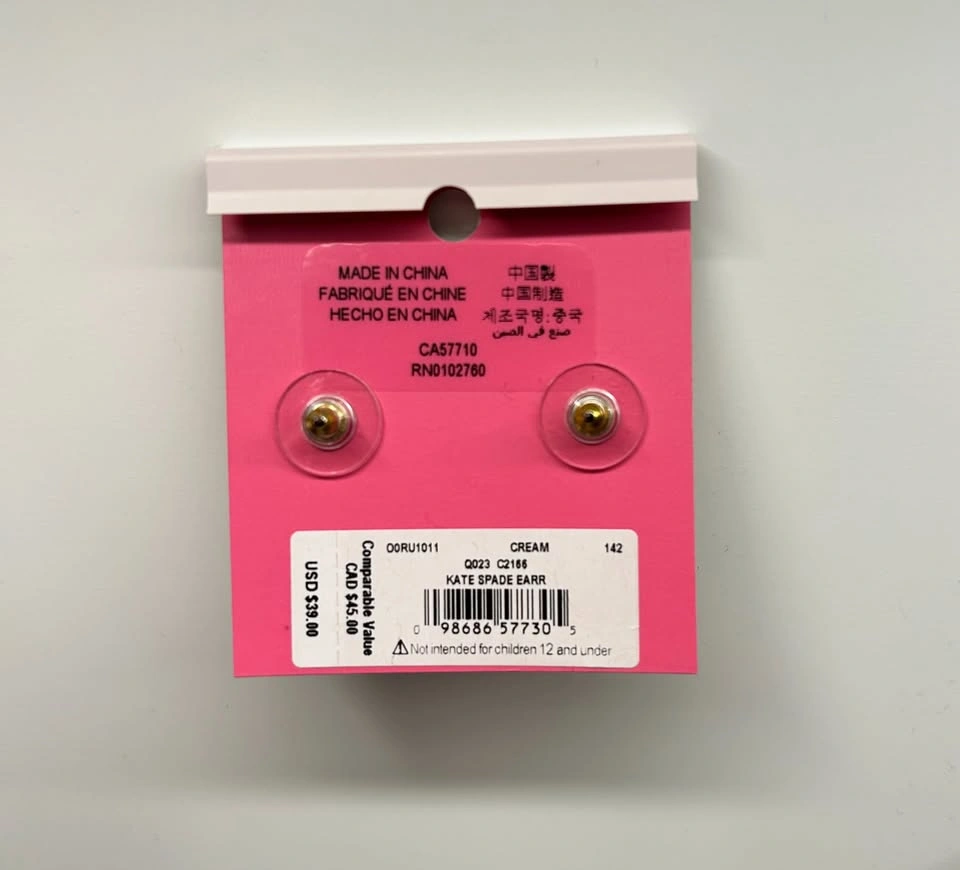 MADE IN CHINA
FABRIQUÉ EN CHINE
HECHO EN CHINA
中国製
中国制造
제조국명:중국
صنع في الصين
CA57710
RN0102760
USD $39.00
Comparable Value
CAD $45.00
O0RU1011 CREAM 142
Q023 C2166
KATE SPADE EARR
0 98686 57730 5
⚠ Not intended for children 12 and under